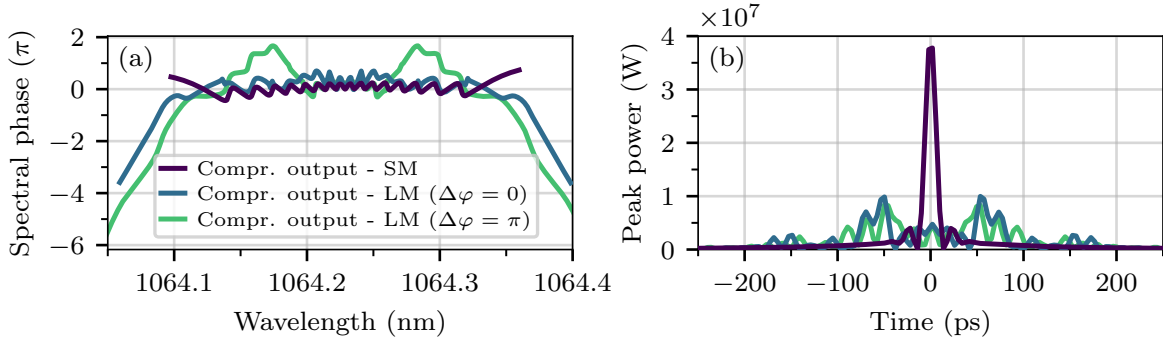 (a)
Spectral phase (π)
2
0
−2
−4
−6
Compr. output - SM
Compr. output - LM (Δφ = 0)
Compr. output - LM (Δφ = π)
1064.1
1064.2
1064.3
1064.4
Wavelength (nm)
×10⁷
(b)
Peak power (W)
4
3
2
1
0
−200
−100
0
100
200
Time (ps)